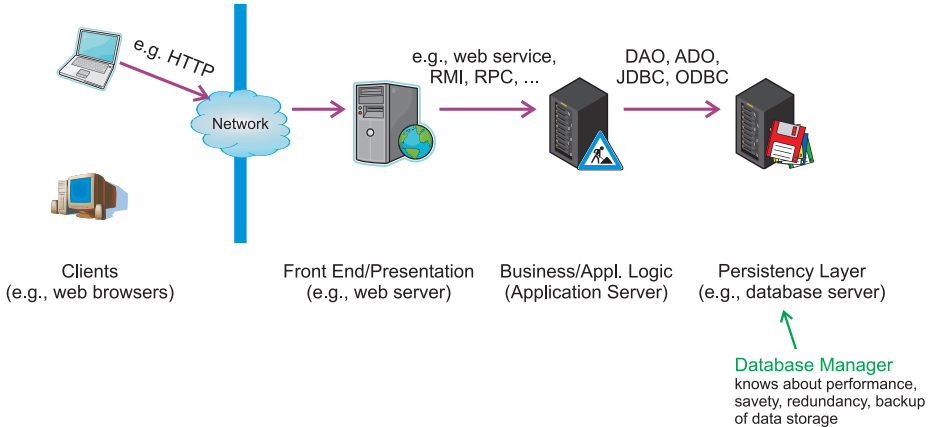 e.g. HTTP
Network
e.g., web service,
RMI, RPC, ...
DAO, ADO,
JDBC, ODBC
Clients
(e.g., web browsers)
Front End/Presentation
(e.g., web server)
Business/Appl. Logic
(Application Server)
Persistency Layer
(e.g., database server)
Database Manager
knows about performance,
savety, redundancy, backup
of data storage